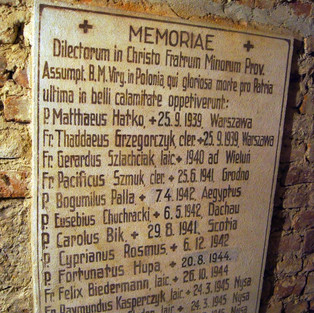 + MEMORIAE +
Dilectorum in Christo Fratrum Minorum Prov.
Assumpt. B.M. Virg. in Polonia, qui gloriosa morte pro Patria
ultima in belli calamitate oppetiverunt:
P. Matthaeus Hatko, + 25. 9. 1939, Warszawa
Fr. Thaddaeus Grzegorczyk, cler. + 25. 9. 1939, Warszawa
Fr. Gerardus Szlachciak, laic. + 1940 ad Wieluń
Fr. Pacificus Szmuk, cler. + 25. 6. 1941 Grodno
P. Bogumilus Palla, + 7. 4. 1942, Aegyptus
P. Eusebius Chuchracki, + 6. 5. 1942, Dachau
P. Carolus Bik, + 29. 8. 1941, Scotia
P. Cyprianus Rosmus, + 6. 12. 1942
P. Fortunatus Hupa, + 20. 8. 1944.
Fr. Felix Biedermann, laic. + 26. 10. 1944
Fr. Raymundus Kasperczyk, laic. + 24. 3. 1945 Nysa
laic. + 24. 3. 1945 Nysa